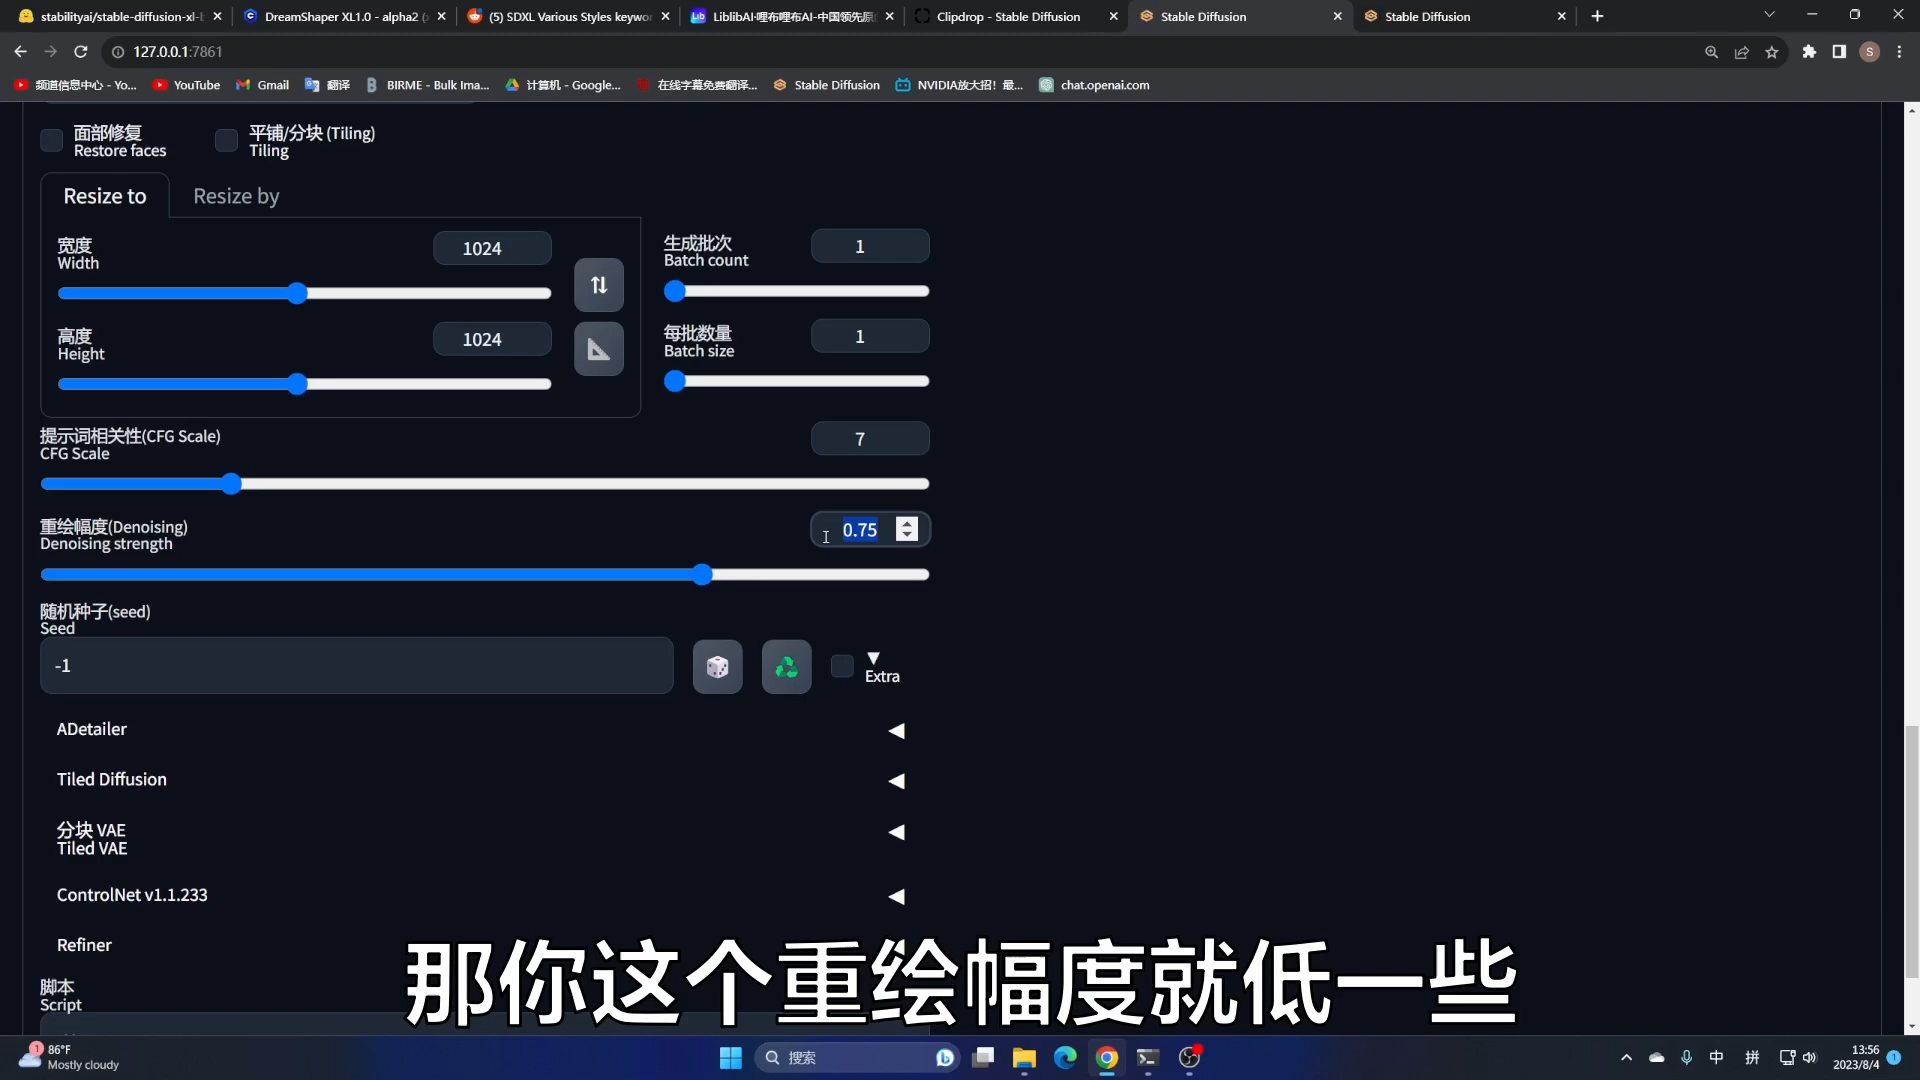 stabilityai/stable-diffusion-xl-b
DreamShaper XL1.0 - alpha2 (
(5) SDXL Various Styles keywo
LiblibAI·哩布哩布AI-中国领先原
Clipdrop - Stable Diffusion
Stable Diffusion
Stable Diffusion
127.0.0.1:7861
S
频道信息中心 - Yo...
YouTube
Gmail
翻译
BIRME - Bulk Ima...
计算机 - Google...
在线字幕免费翻译...
Stable Diffusion
NVIDIA放大招！最...
chat.openai.com
面部修复
Restore faces
平铺/分块 (Tiling)
Tiling
Resize to
Resize by
宽度
Width
1024
高度
Height
1024
生成批次
Batch count
1
每批数量
Batch size
1
提示词相关性(CFG Scale)
CFG Scale
7
重绘幅度(Denoising)
Denoising strength
0.75
随机种子(seed)
Seed
-1
Extra
ADetailer
Tiled Diffusion
分块 VAE
Tiled VAE
ControlNet v1.1.233
Refiner
脚本
Script
那你这个重绘幅度就低一些
1
86°F
Mostly cloudy
搜索
中
拼
13:56
2023/8/4
1